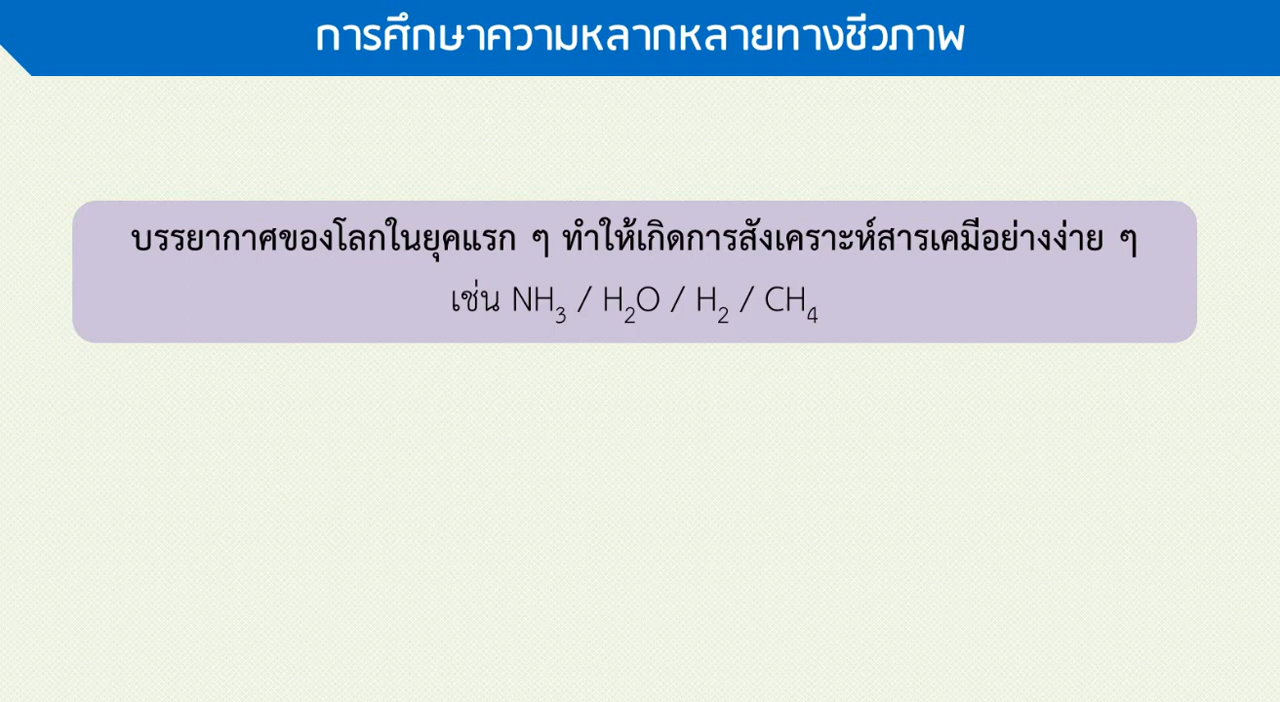 การศึกษาความหลากหลายทางชีวภาพ
บรรยากาศของโลกในยุคแรก ๆ ทำให้เกิดการสังเคราะห์สารเคมีอย่างง่าย ๆ
เช่น NH₃ / H₂O / H₂ / CH₄